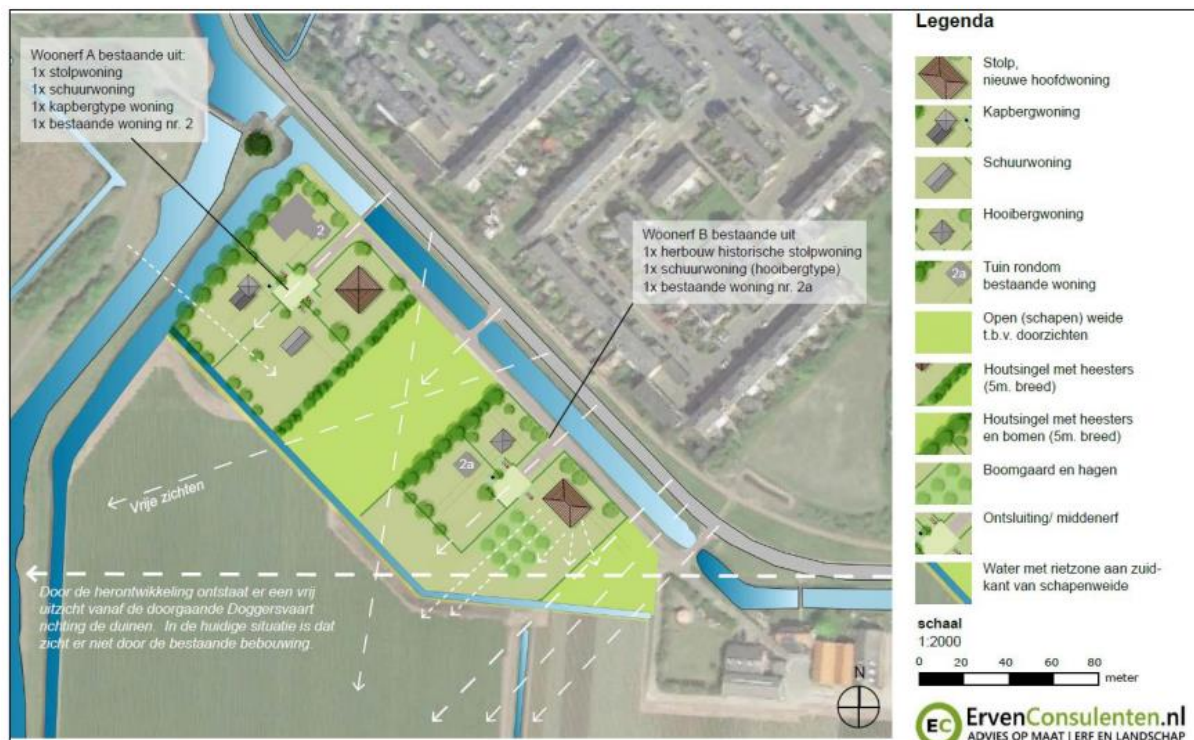 Woonerf A bestaande uit:
1x stolpwoning
1x schuurwoning
1x kapbergtype woning
1x bestaande woning nr. 2
2
Woonerf B bestaande uit
1x herbouw historische stolpwoning
1x schuurwoning (hooibergtype)
1x bestaande woning nr. 2a
2a
Vrije zichten
Door de herontwikkeling ontstaat er een vrij
uitzicht vanaf de doorgaande Doggersvaart
richting de duinen. In de huidige situatie is dat
zicht er niet door de bestaande bebouwing.
N
Legenda
Stolp,
nieuwe hoofdwoning
Kapbergwoning
Schuurwoning
Hooibergwoning
2a
Tuin rondom
bestaande woning
Open (schapen) weide
t.b.v. doorzichten
Houtsingel met heesters
(5m. breed)
Houtsingel met heesters
en bomen (5m. breed)
Boomgaard en hagen
Ontsluiting/ middenerf
Water met rietzone aan zuid-
kant van schapenweide
schaal
1:2000
0 20 40 60 80
meter
EC ErvenConsulenten.nl
ADVIES OP MAAT | ERF EN LANDSCHAP